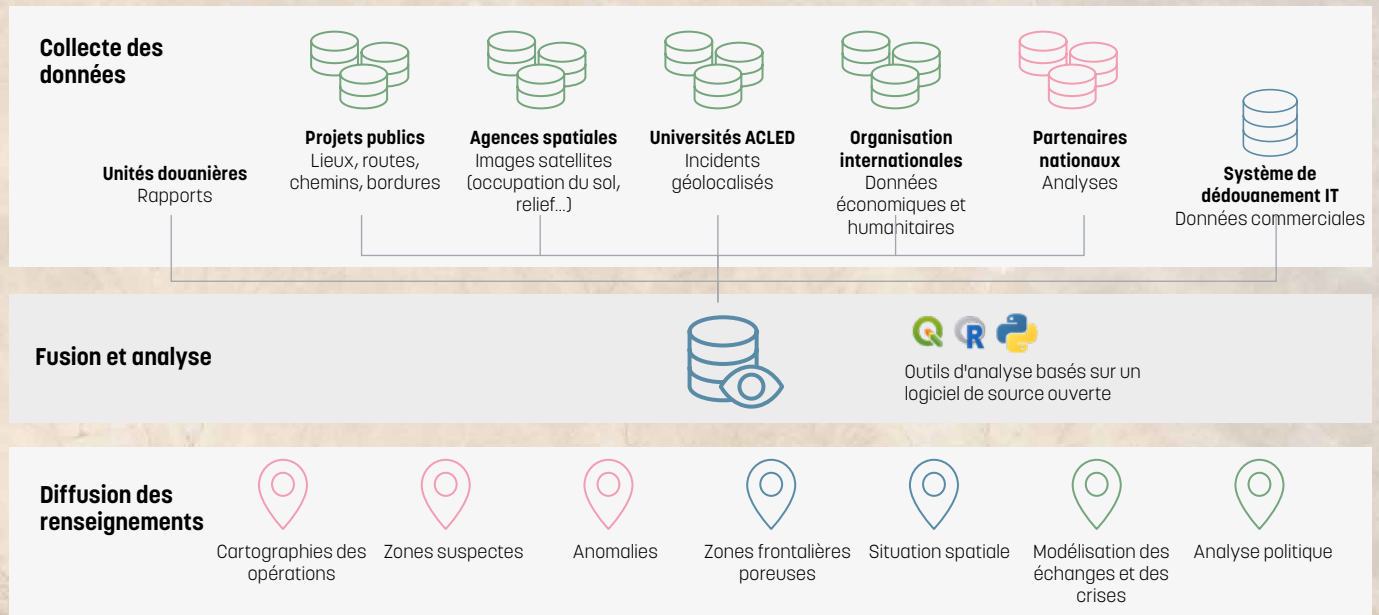 Collecte des
données
Unités douanières
Rapports
Projets publics
Lieux, routes,
chemins, bordures
Agences spatiales
Images satellites
(occupation du sol,
relief...)
Universités ACLED
Incidents
géolocalisés
Organisation
internationales
Données
économiques et
humanitaires
Partenaires
nationaux
Analyses
Système de
dédouanement IT
Données commerciales
Fusion et analyse
R
Outils d'analyse basés sur un
logiciel de source ouverte
Diffusion des
renseignements
Cartographies des
opérations
Zones suspectes
Anomalies
Zones frontalières
poreuses
Situation spatiale
Modélisation des
échanges et des
crises
Analyse politique